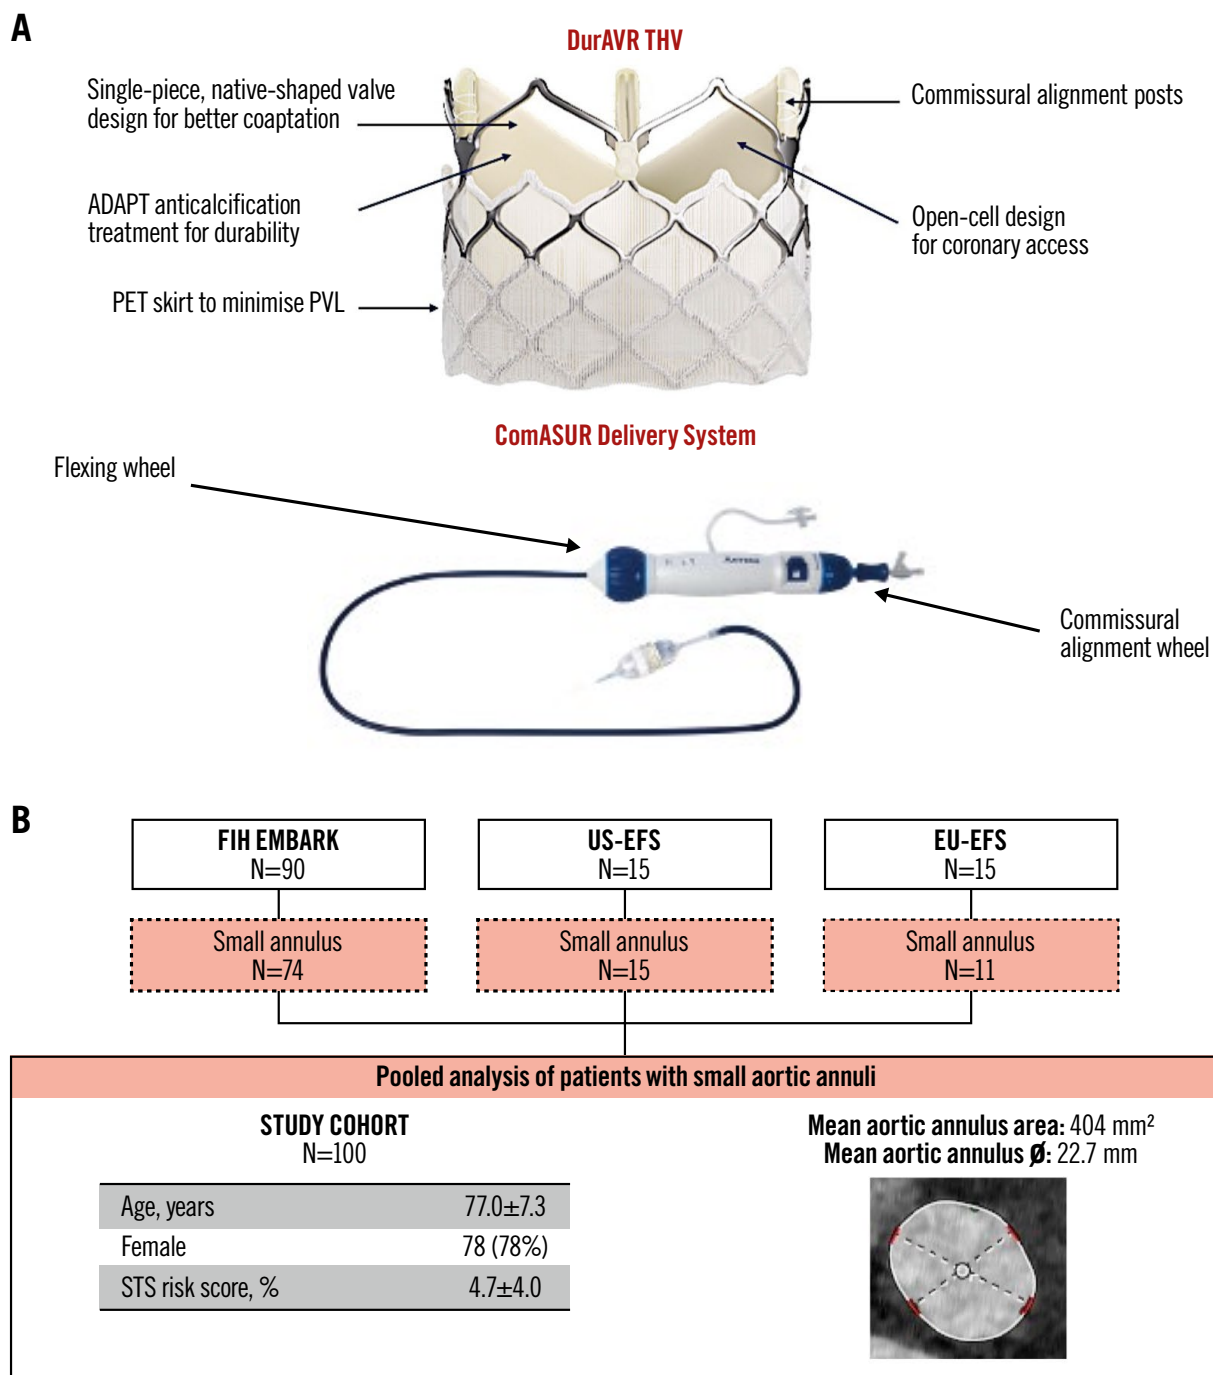 A
DurAVR THV
Single-piece, native-shaped valve
design for better coaptation
Commissural alignment posts
ADAPT anticalcification
treatment for durability
Open-cell design
for coronary access
PET skirt to minimise PVL
ComASUR Delivery System
Flexing wheel
Commissural
alignment wheel
B
FIH EMBARK
N=90
US-EFS
N=15
EU-EFS
N=15
Small annulus
N=74
Small annulus
N=15
Small annulus
N=11
Pooled analysis of patients with small aortic annuli
STUDY COHORT
N=100
Age, years 77.0±7.3
Female 78 (78%)
STS risk score, % 4.7±4.0
Mean aortic annulus area: 404 mm²
Mean aortic annulus Ø: 22.7 mm